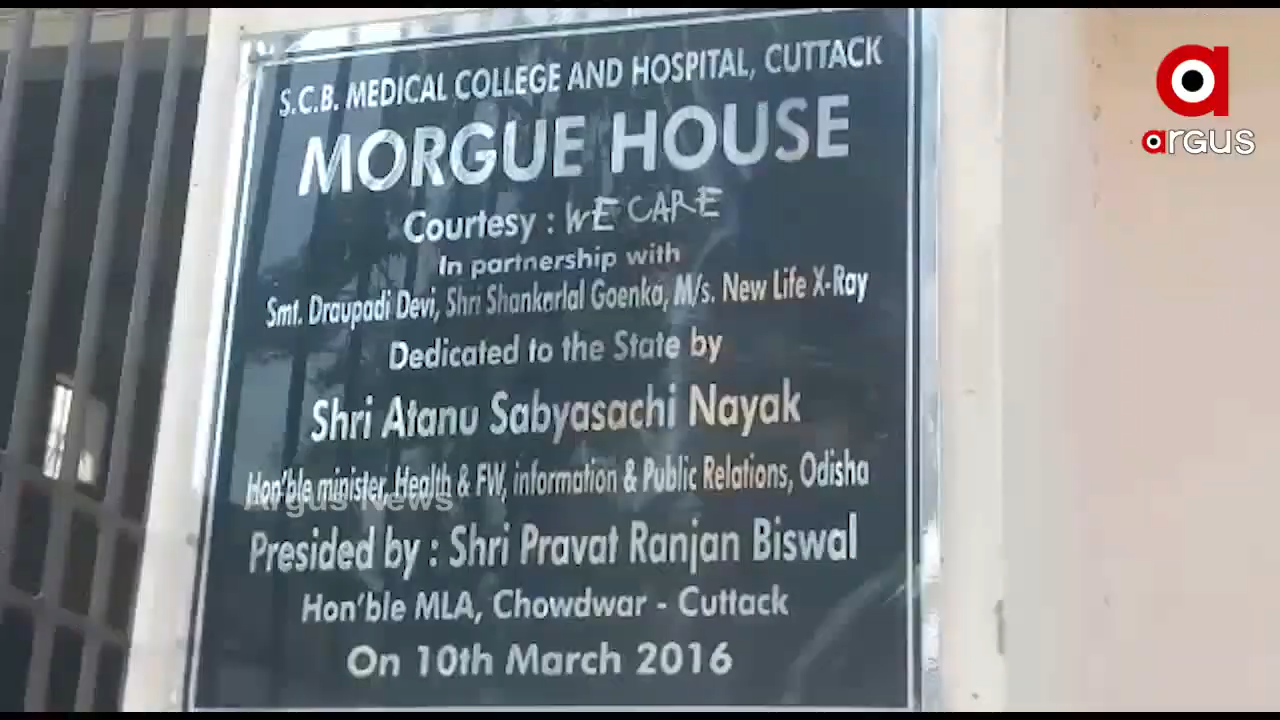 S.C.B. MEDICAL COLLEGE AND HOSPITAL, CUTTACK
MORGUE HOUSE
Courtesy : WE CARE
In partnership with
Smt. Draupadi Devi, Shri Shankerlal Goenka, M/s. New Life X-Ray
Dedicated to the State by
Shri Atanu Sabyasachi Nayak
Hon'ble minister, Health & FW, information & Public Relations, Odisha
Argus News
Presided by : Shri Pravat Ranjan Biswal
Hon'ble MLA, Chowdwar - Cuttack
On 10th March 2016
a
argus